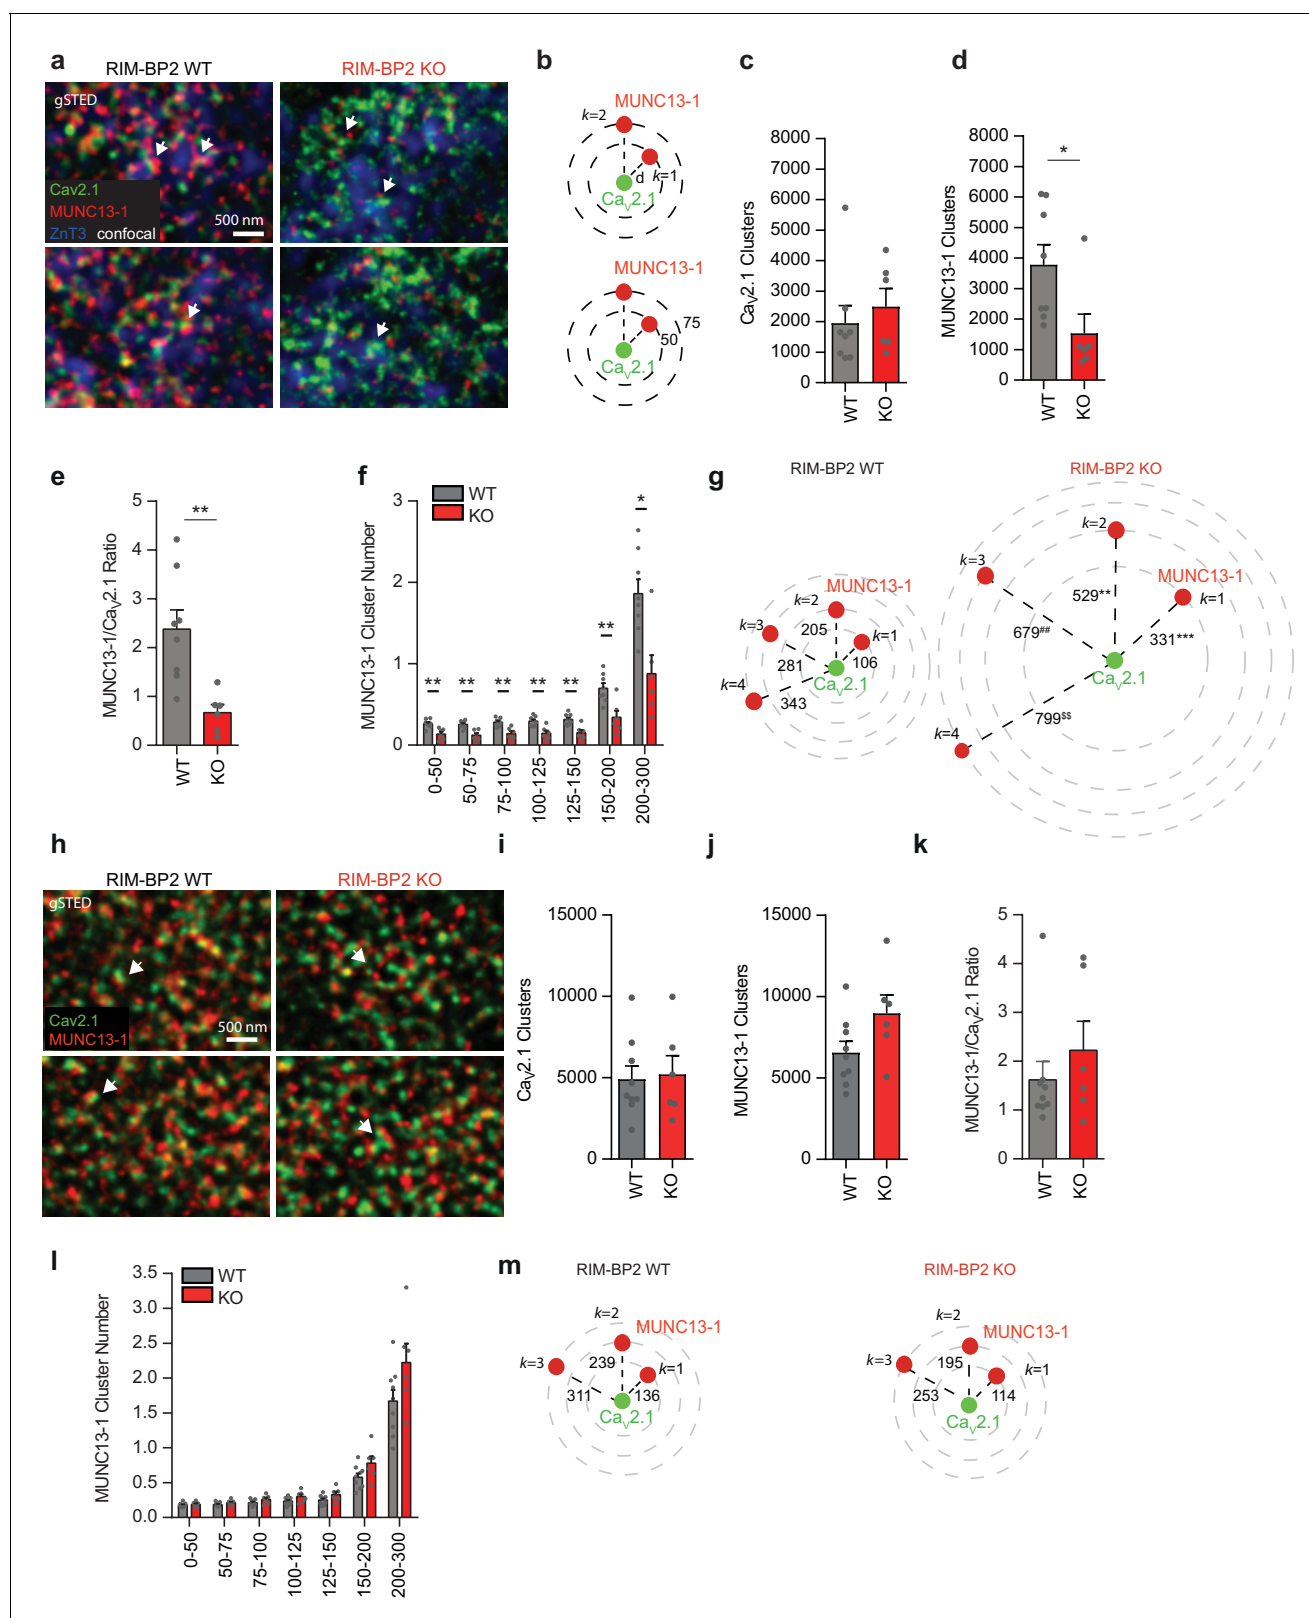 a
RIM-BP2 WT
RIM-BP2 KO
gSTED
Cav2.1
MUNC13-1
ZnT3 confocal
500 nm
b
MUNC13-1
k=2
d k=1
CaV2.1
MUNC13-1
75
50
CaV2.1
c
CaV2.1 Clusters
8000
7000
6000
5000
4000
3000
2000
1000
0
WT
KO
d
MUNC13-1 Clusters
8000
7000
6000
5000
4000
3000
2000
1000
0
*
WT
KO
e
MUNC13-1/CaV2.1 Ratio
5
4
3
2
1
0
**
WT
KO
f
WT
KO
MUNC13-1 Cluster Number
3
2
1
0
** ** ** ** ** ** *
0-50
50-75
75-100
100-125
125-150
150-200
200-300
g
RIM-BP2 WT
MUNC13-1
k=2
k=3
k=1
k=4
205
281
106
343
CaV2.1
RIM-BP2 KO
k=2
k=3
MUNC13-1
k=1
529**
679##
331***
CaV2.1
799$$
k=4
h
RIM-BP2 WT
RIM-BP2 KO
gSTED
Cav2.1
MUNC13-1
500 nm
i
CaV2.1 Clusters
15000
10000
5000
0
WT
KO
j
MUNC13-1 Clusters
15000
10000
5000
0
WT
KO
k
MUNC13-1/CaV2.1 Ratio
5
4
3
2
1
0
WT
KO
l
WT
KO
MUNC13-1 Cluster Number
3.5
3.0
2.5
2.0
1.5
1.0
0.5
0.0
0-50
50-75
75-100
100-125
125-150
150-200
200-300
m
RIM-BP2 WT
k=2
MUNC13-1
k=3
239
k=1
311
136
CaV2.1
RIM-BP2 KO
k=2
MUNC13-1
k=3
195
k=1
253
114
CaV2.1